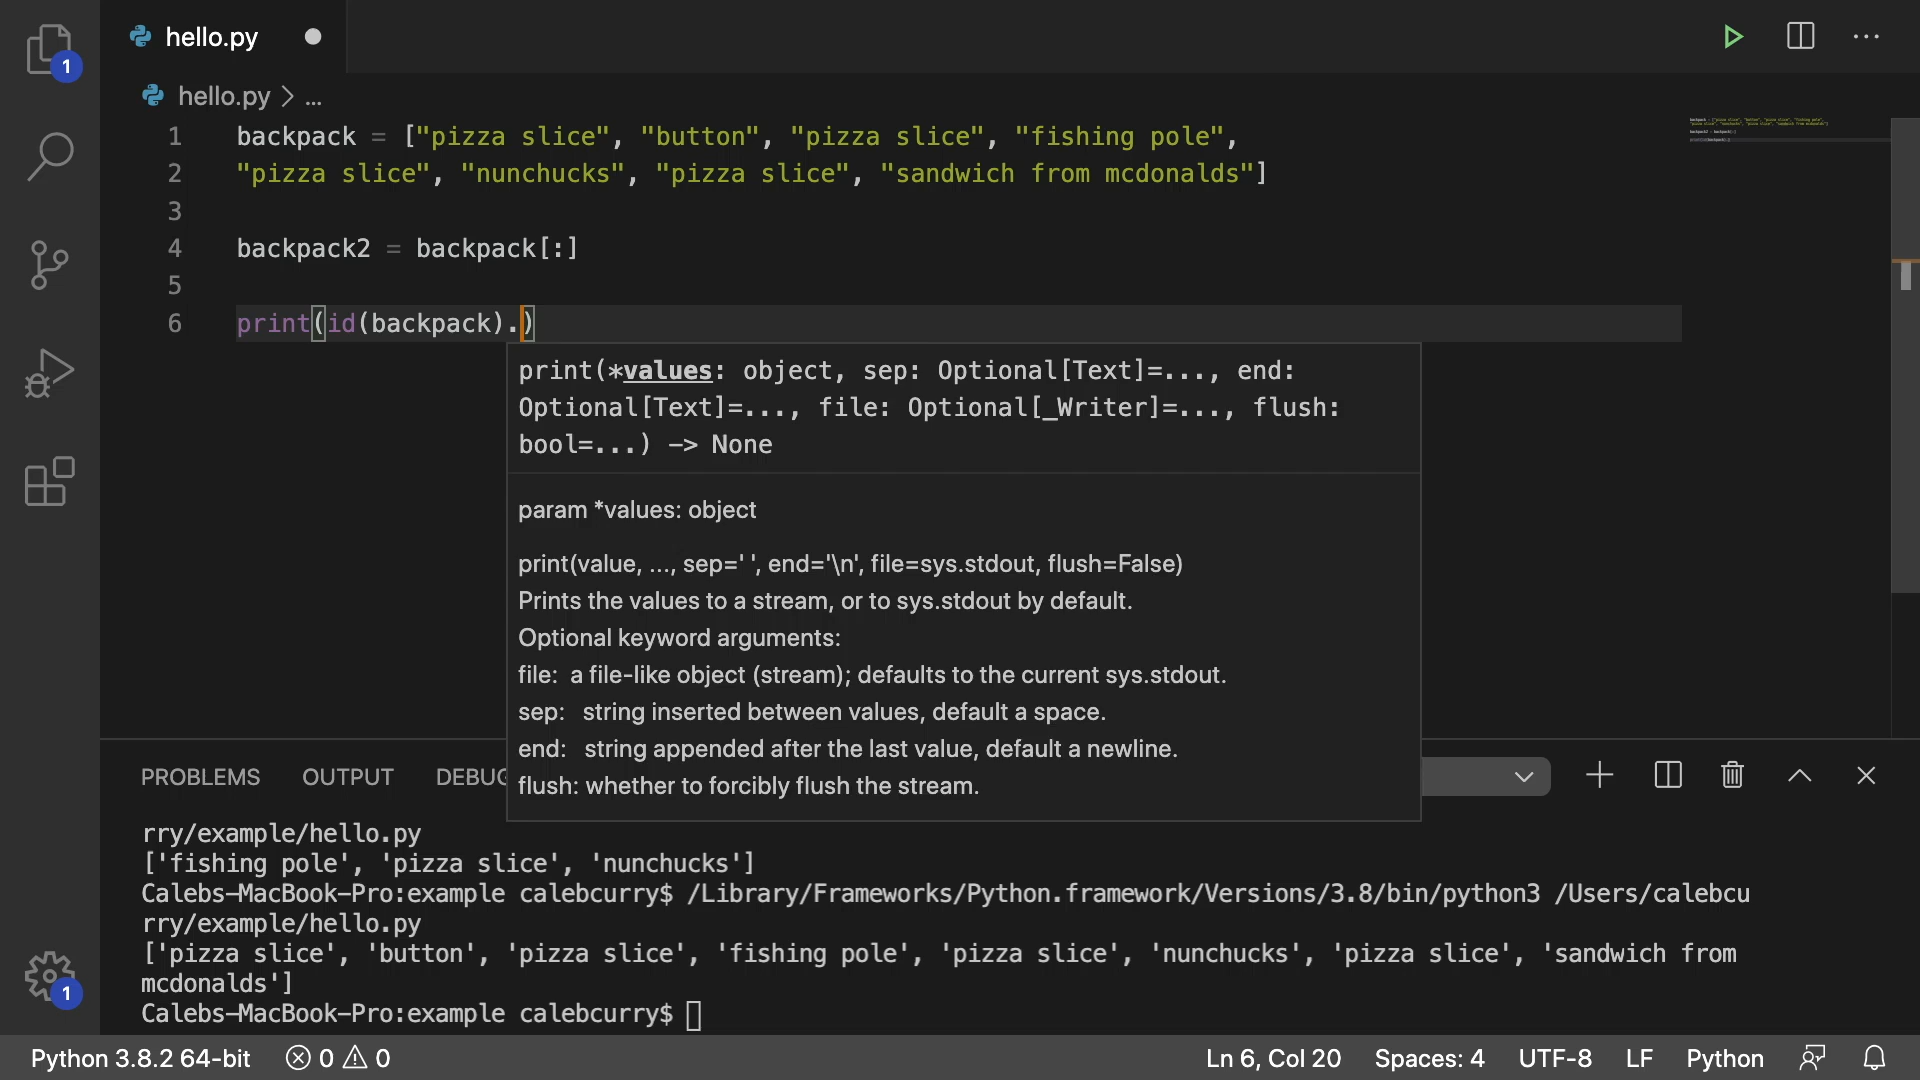 hello.py
1
hello.py > ...
1 backpack = ["pizza slice", "button", "pizza slice", "fishing pole",
2 "pizza slice", "nunchucks", "pizza slice", "sandwich from mcdonalds"]
3
4 backpack2 = backpack[:]
5
6 print(id(backpack).)
print(*values: object, sep: Optional[Text]=..., end:
Optional[Text]=..., file: Optional[_Writer]=..., flush:
bool=...) -> None
param *values: object
print(value, ..., sep=' ', end='\n', file=sys.stdout, flush=False)
Prints the values to a stream, or to sys.stdout by default.
Optional keyword arguments:
file: a file-like object (stream); defaults to the current sys.stdout.
sep: string inserted between values, default a space.
end: string appended after the last value, default a newline.
flush: whether to forcibly flush the stream.
PROBLEMS OUTPUT DEBUG
rry/example/hello.py
['fishing pole', 'pizza slice', 'nunchucks']
Calebs-MacBook-Pro:example calebcurry$ /Library/Frameworks/Python.framework/Versions/3.8/bin/python3 /Users/calebcu
rry/example/hello.py
['pizza slice', 'button', 'pizza slice', 'fishing pole', 'pizza slice', 'nunchucks', 'pizza slice', 'sandwich from
mcdonalds']
Calebs-MacBook-Pro:example calebcurry$
1
Python 3.8.2 64-bit 0 0 Ln 6, Col 20 Spaces: 4 UTF-8 LF Python